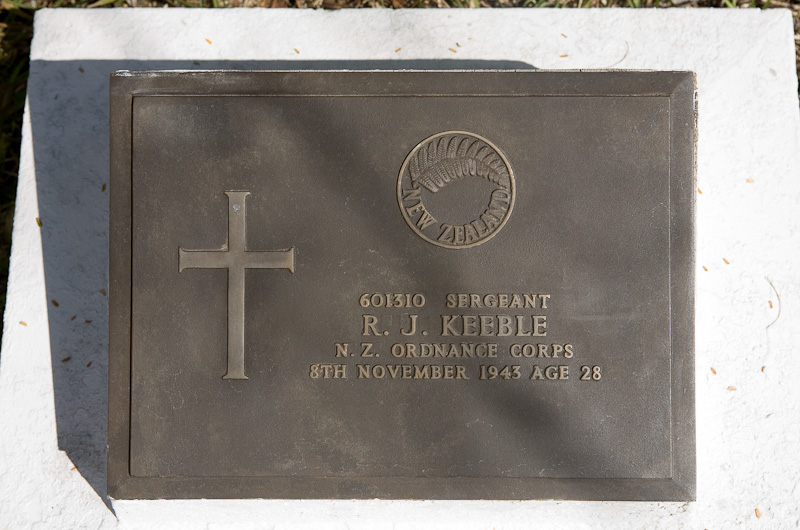 NEW ZEALAND
601310 SERGEANT
R. J. KEEBLE
N. Z. ORDNANCE CORPS
8TH NOVEMBER 1943 AGE 28